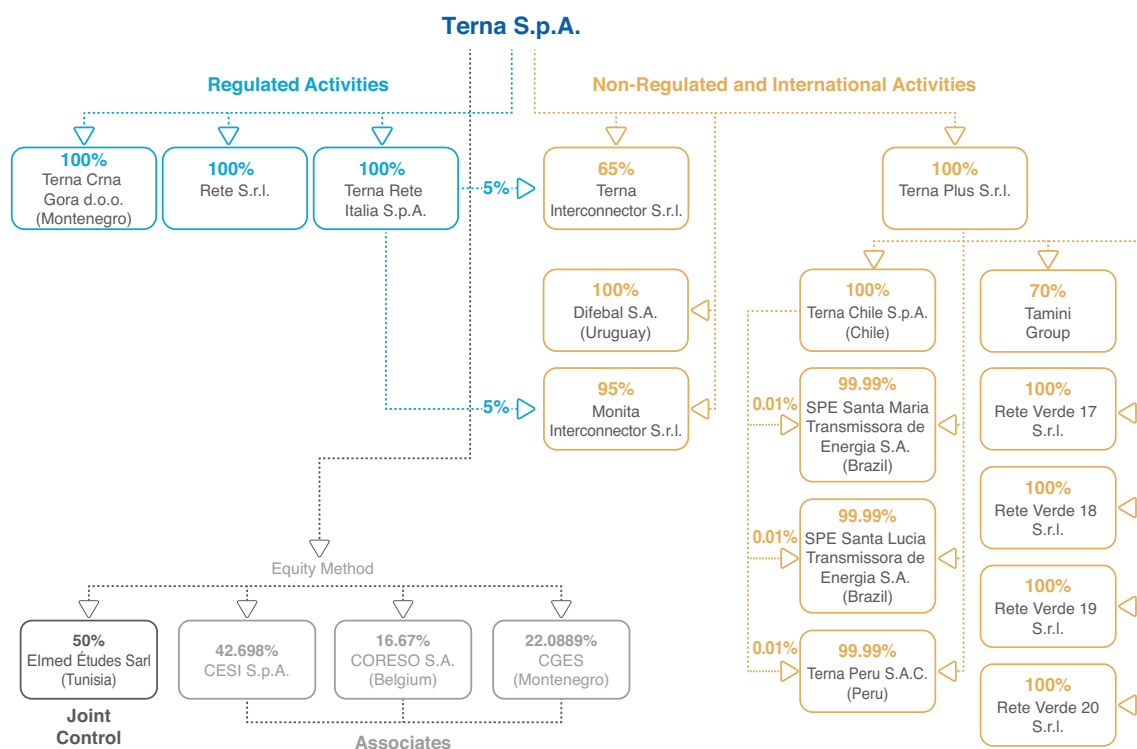 Terna S.p.A.
Regulated Activities
Non-Regulated and International Activities
100%
Terna Crna
Gora d.o.o.
(Montenegro)
100%
Rete S.r.l.
100%
Terna Rete
Italia S.p.A.
5%
65%
Terna
Interconnector S.r.l.
100%
Terna Plus S.r.l.
100%
Difebal S.A.
(Uruguay)
100%
Terna Chile S.p.A.
(Chile)
70%
Tamini
Group
5%
95%
Monita
Interconnector S.r.l.
0.01%
99.99%
SPE Santa Maria
Transmissora de
Energia S.A.
(Brazil)
100%
Rete Verde 17
S.r.l.
0.01%
99.99%
SPE Santa Lucia
Transmissora de
Energia S.A.
(Brazil)
100%
Rete Verde 18
S.r.l.
100%
Rete Verde 19
S.r.l.
0.01%
99.99%
Terna Peru S.A.C.
(Peru)
100%
Rete Verde 20
S.r.l.
Equity Method
50%
Elmed Études Sarl
(Tunisia)
42.698%
CESI S.p.A.
16.67%
CORESO S.A.
(Belgium)
22.0889%
CGES
(Montenegro)
Joint
Control
Associates